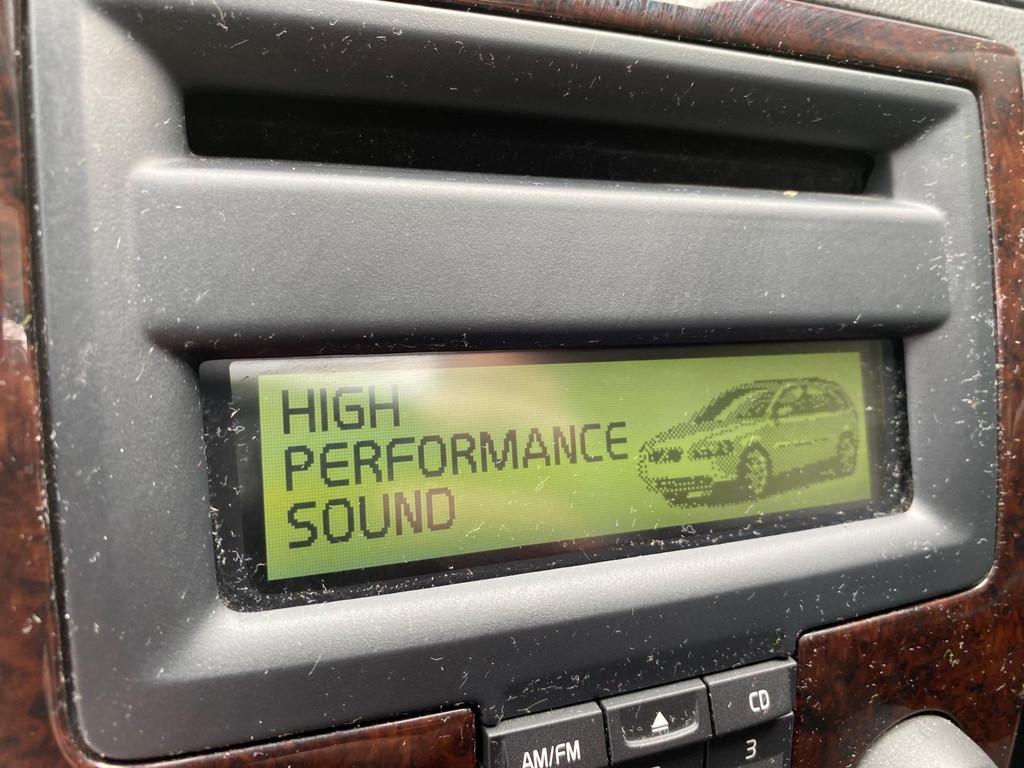 HIGH
PERFORMANCE
SOUND
CD
AM/FM
3